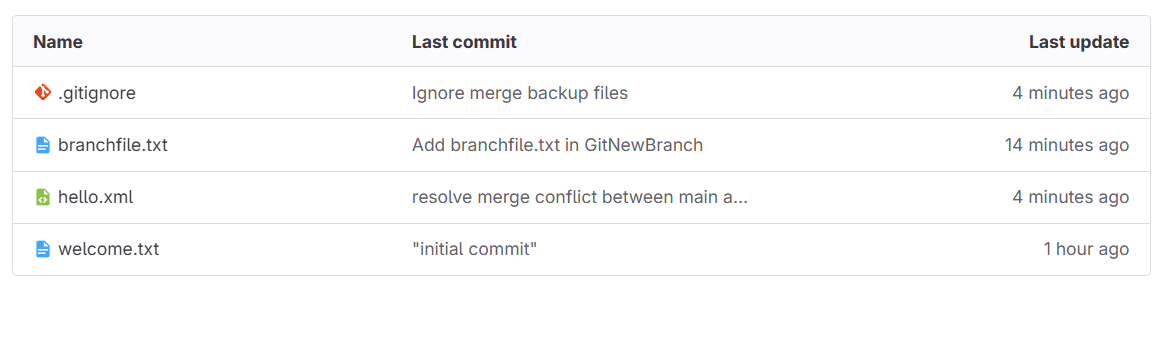 Name Last commit Last update
.gitignore Ignore merge backup files 4 minutes ago
branchfile.txt Add branchfile.txt in GitNewBranch 14 minutes ago
hello.xml resolve merge conflict between main a... 4 minutes ago
welcome.txt "initial commit" 1 hour ago